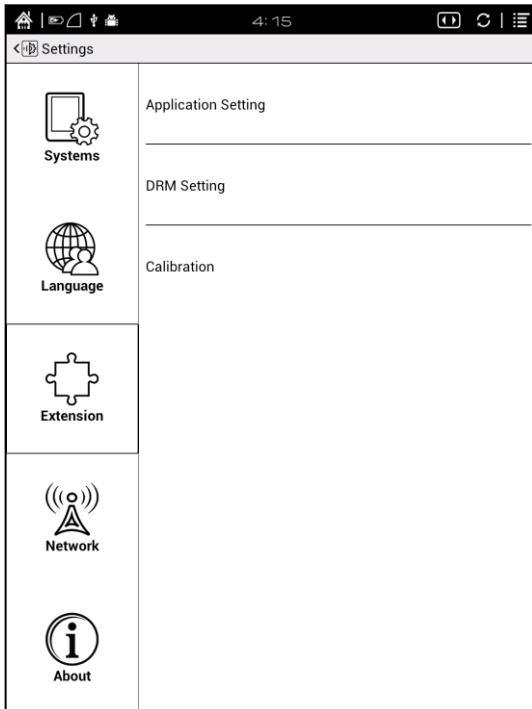 4:15
Settings
Systems
Application Setting
DRM Setting
Language
Calibration
Extension
Network
About